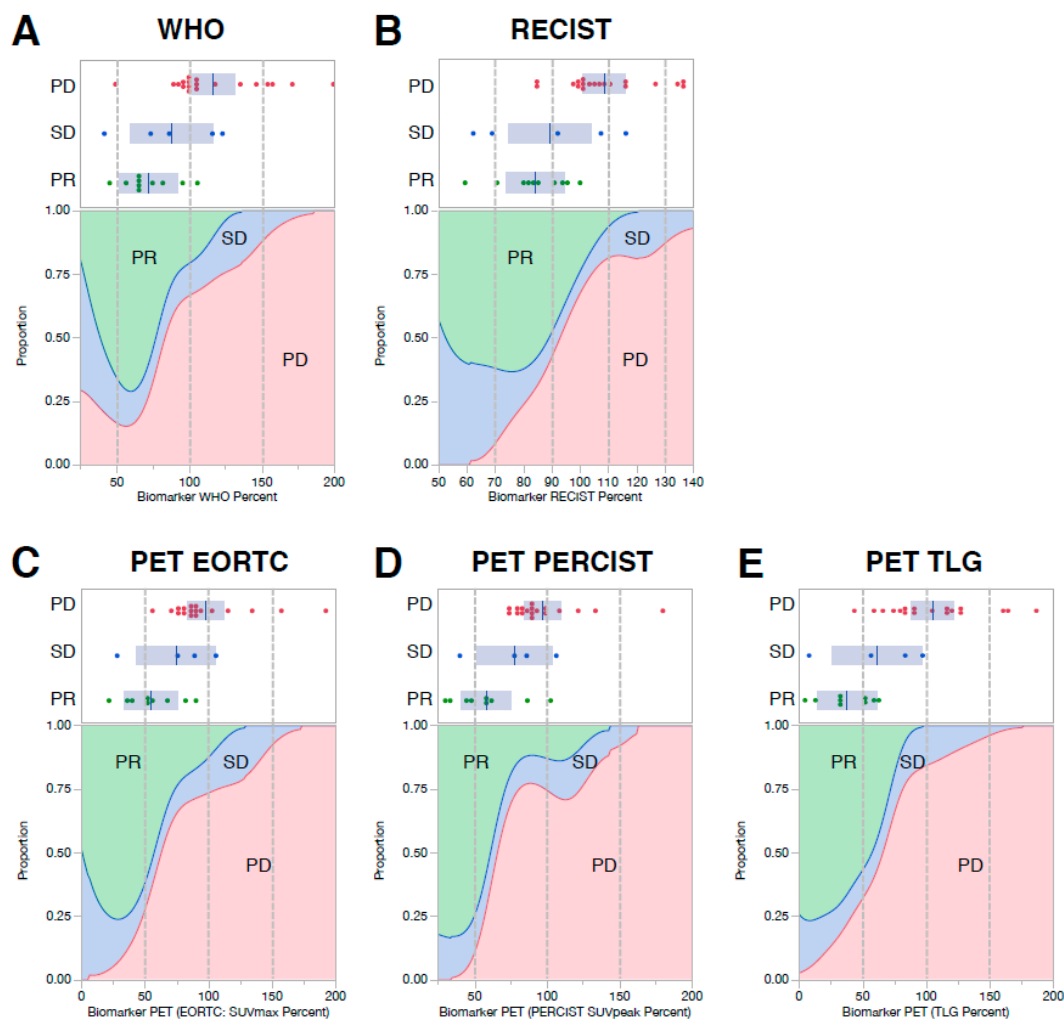 A WHO
PD
SD
PR
1.00
0.75
0.50
0.25
0.00
Proportion
PR
SD
PD
50 100 150 200
Biomarker WHO Percent
B RECIST
PD
SD
PR
1.00
0.75
0.50
0.25
0.00
Proportion
PR
SD
PD
50 60 70 80 90 100 110 120 130 140
Biomarker RECIST Percent
C PET EORTC
PD
SD
PR
1.00
0.75
0.50
0.25
0.00
Proportion
PR
SD
PD
0 50 100 150 200
Biomarker PET (EORTC: SUVmax Percent)
D PET PERCIST
PD
SD
PR
1.00
0.75
0.50
0.25
0.00
Proportion
PR
SD
PD
50 100 150 200
Biomarker PET (PERCIST SUVpeak Percent)
E PET TLG
PD
SD
PR
1.00
0.75
0.50
0.25
0.00
Proportion
PR
SD
PD
0 50 100 150 200
Biomarker PET (TLG Percent)